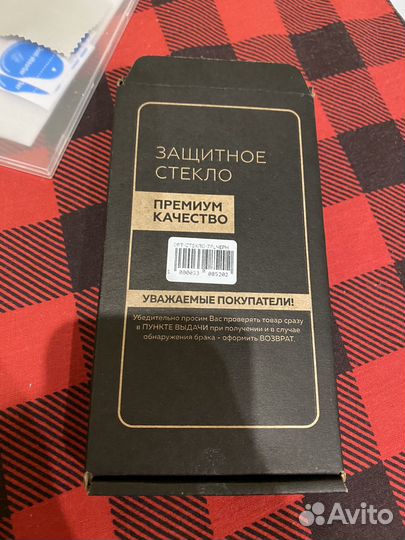 ЗАЩИТНОЕ
СТЕКЛО
ПРЕМИУМ
КАЧЕСТВО
УВАЖАЕМЫЕ ПОКУПАТЕЛИ!
Убедительно просим Вас проверять товар сразу
в ПУНКТЕ ВЫДАЧИ при получении и в случае
обнаружения брака - оформить ВОЗВРАТ
Avito